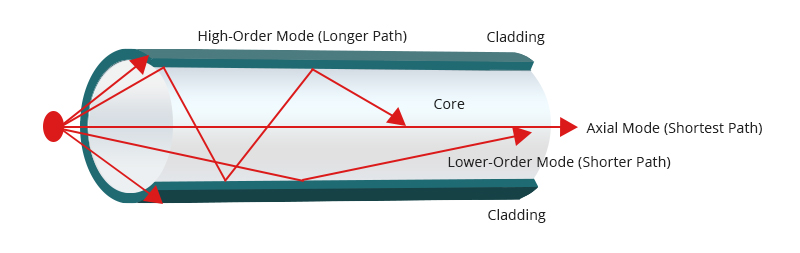 High-Order Mode (Longer Path)
Cladding
Core
Axial Mode (Shortest Path)
Lower-Order Mode (Shorter Path)
Cladding